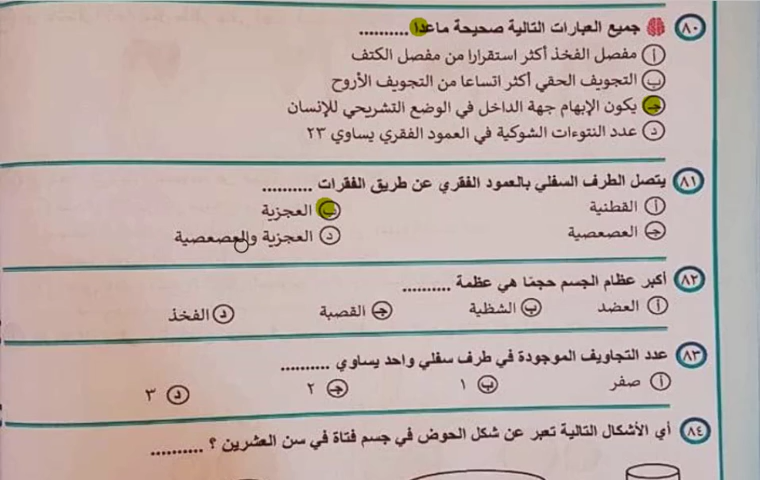 ٨٠ جميع العبارات التالية صحيحة ماعدا ..........
أ مفصل الفخذ أكثر استقرارا من مفصل الكتف
ب التجويف الحقي أكثر اتساعا من التجويف الأروح
جـ يكون الإبهام جهة الداخل في الوضع التشريحي للإنسان
د عدد النتوءات الشوكية في العمود الفقري يساوي ٢٣
٨١ يتصل الطرف السفلي بالعمود الفقري عن طريق الفقرات ..........
أ القطنية ب العجزية
جـ العصعصية د العجزية والعصعصية
٨٢ أكبر عظام الجسم حجمًا هي عظمة ..........
أ العضد ب الشظية جـ القصبة د الفخذ
٨٣ عدد التجاويف الموجودة في طرف سفلي واحد يساوي ..........
أ صفر ب ١ جـ ٢ د ٣
٨٤ أي الأشكال التالية تعبر عن شكل الحوض في جسم فتاة في سن العشرين ؟ ..........